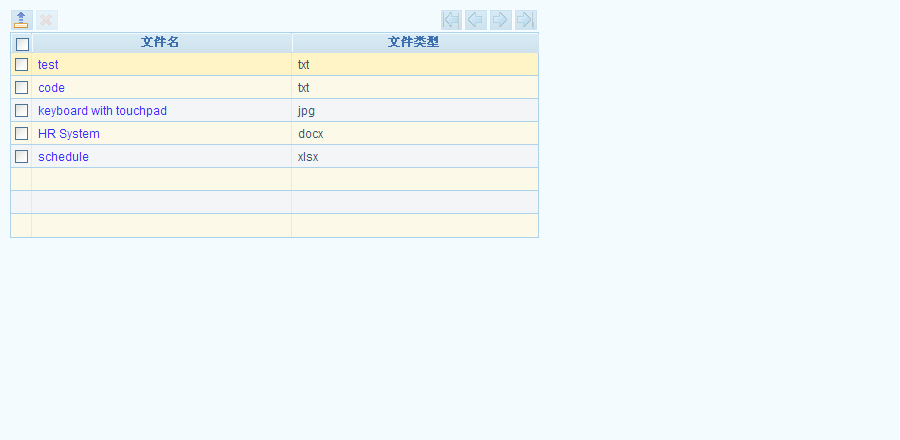 文件名 文件类型
test txt
code txt
keyboard with touchpad jpg
HR System docx
schedule xlsx